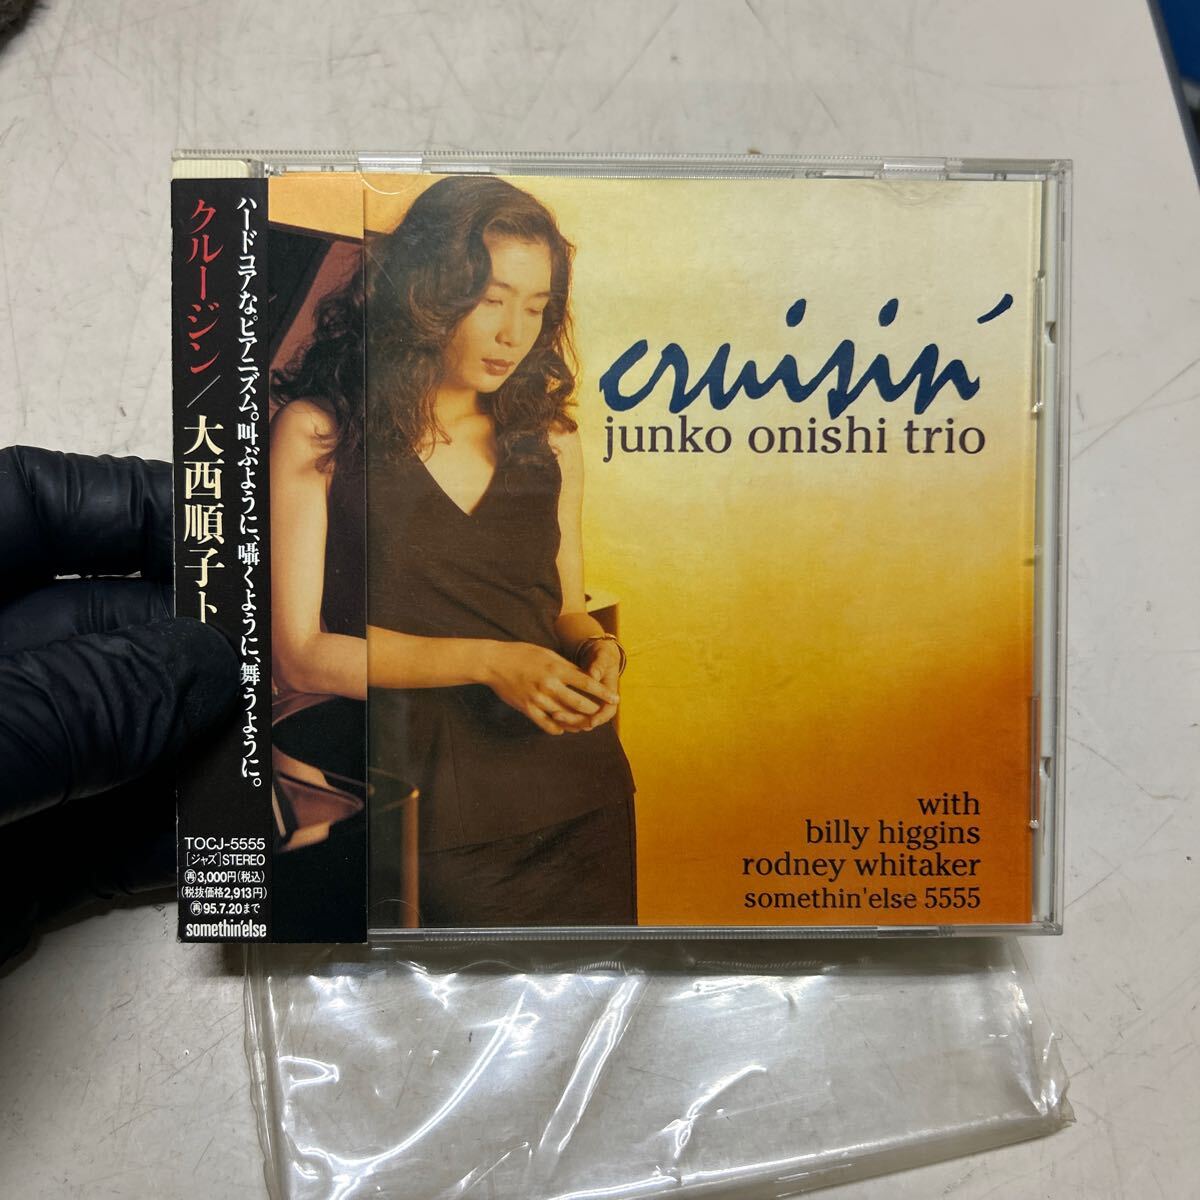 ハードコアなピアニズム。叫ぶように、囁くように、舞うように。
クルージン/大西順子ト
TOCJ-5555
[ジャズ]STEREO
㋐3,000円(税込)
(税抜価格2,913円)
㋐95.7.20まで
somethin'else
cruisin'
junko onishi trio
with
billy higgins
rodney whitaker
somethin'else 5555